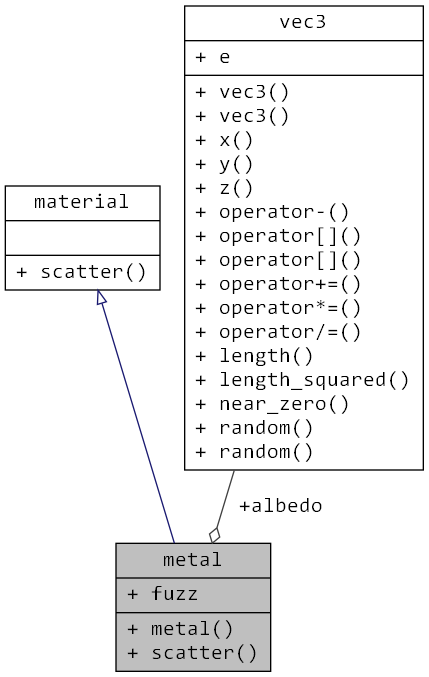 vec3
+ e
+ vec3()
+ vec3()
+ x()
+ y()
+ z()
+ operator-()
+ operator[]()
+ operator[]()
+ operator+=()
+ operator*=()
+ operator/=()
+ length()
+ length_squared()
+ near_zero()
+ random()
+ random()
material
+ scatter()
+albedo
metal
+ fuzz
+ metal()
+ scatter()